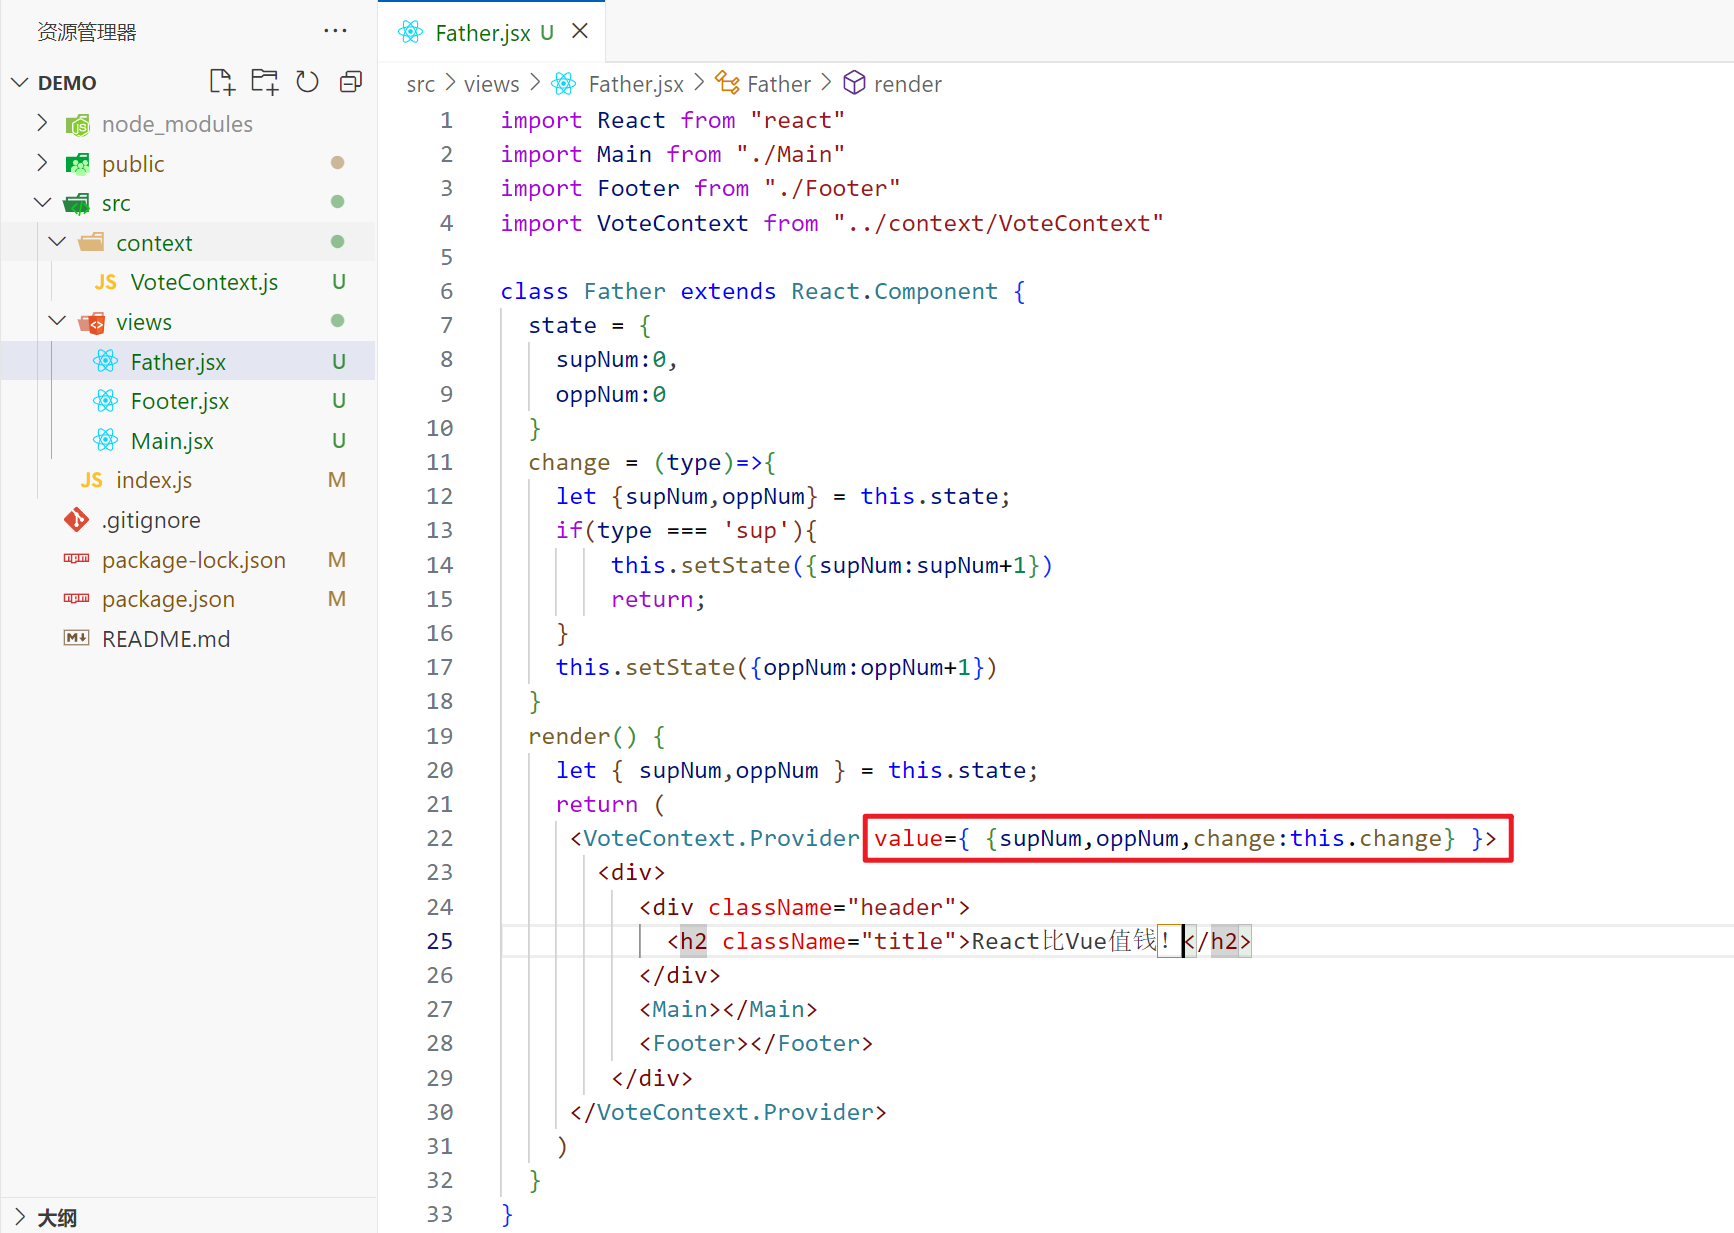 资源管理器 ···
DEMO
node_modules
public
src
context
JS VoteContext.js U
views
Father.jsx U
Footer.jsx U
Main.jsx U
JS index.js M
.gitignore
package-lock.json M
package.json M
README.md
大纲
Father.jsx U
src > views > Father.jsx > Father > render
1 import React from "react"
2 import Main from "./Main"
3 import Footer from "./Footer"
4 import VoteContext from "../context/VoteContext"
5
6 class Father extends React.Component {
7 state = {
8 supNum:0,
9 oppNum:0
10 }
11 change = (type)=>{
12 let {supNum,oppNum} = this.state;
13 if(type === 'sup'){
14 this.setState({supNum:supNum+1})
15 return;
16 }
17 this.setState({oppNum:oppNum+1})
18 }
19 render() {
20 let { supNum,oppNum } = this.state;
21 return (
22 <VoteContext.Provider value={ {supNum,oppNum,change:this.change} }>
23 <div>
24 <div className="header">
25 <h2 className="title">React比Vue值钱！</h2>
26 </div>
27 <Main></Main>
28 <Footer></Footer>
29 </div>
30 </VoteContext.Provider>
31 )
32 }
33 }